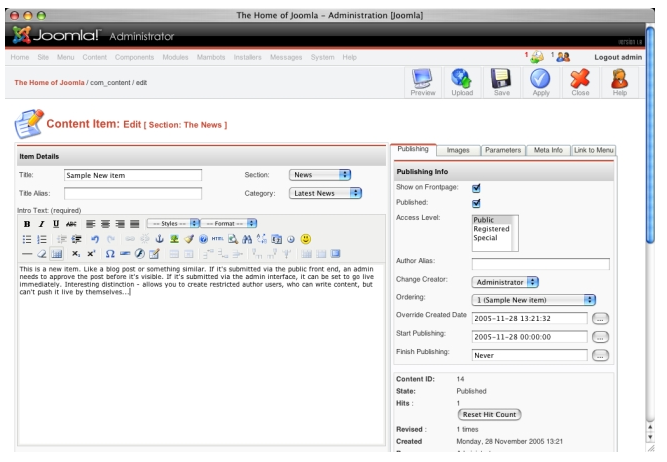 The Home of Joomla - Administration [Joomla]
Joomla! Administrator
VERSION 1.0
Home Site Menu Content Components Modules Mambots Installers Messages System Help
1 1 Logout admin
The Home of Joomla / com_content / edit
Preview Upload Save Apply Close Help
Content Item: Edit [ Section: The News ]
Item Details
Title: Sample New item Section: News
Title Alias: Category: Latest News
Intro Text: (required)
B I U ABC -- Styles -- -- Format --
HTML
This is a new item. Like a blog post or something similar. If it's submitted via the public front end, an admin
needs to approve the post before it's visible. If it's submitted via the admin interface, it can be set to go live
immediately. Interesting distinction - allows you to create restricted author users, who can write content, but
can't push it live by themselves...
Publishing Images Parameters Meta Info Link to Menu
Publishing Info
Show on Frontpage:
Published:
Access Level: Public
Registered
Special
Author Alias:
Change Creator: Administrator
Ordering: 1 (Sample New item)
Override Created Date 2005-11-28 13:21:32 ...
Start Publishing: 2005-11-28 00:00:00 ...
Finish Publishing: Never ...
Content ID: 14
State: Published
Hits : 1
Reset Hit Count
Revised : 1 times
Created Monday, 28 November 2005 13:21